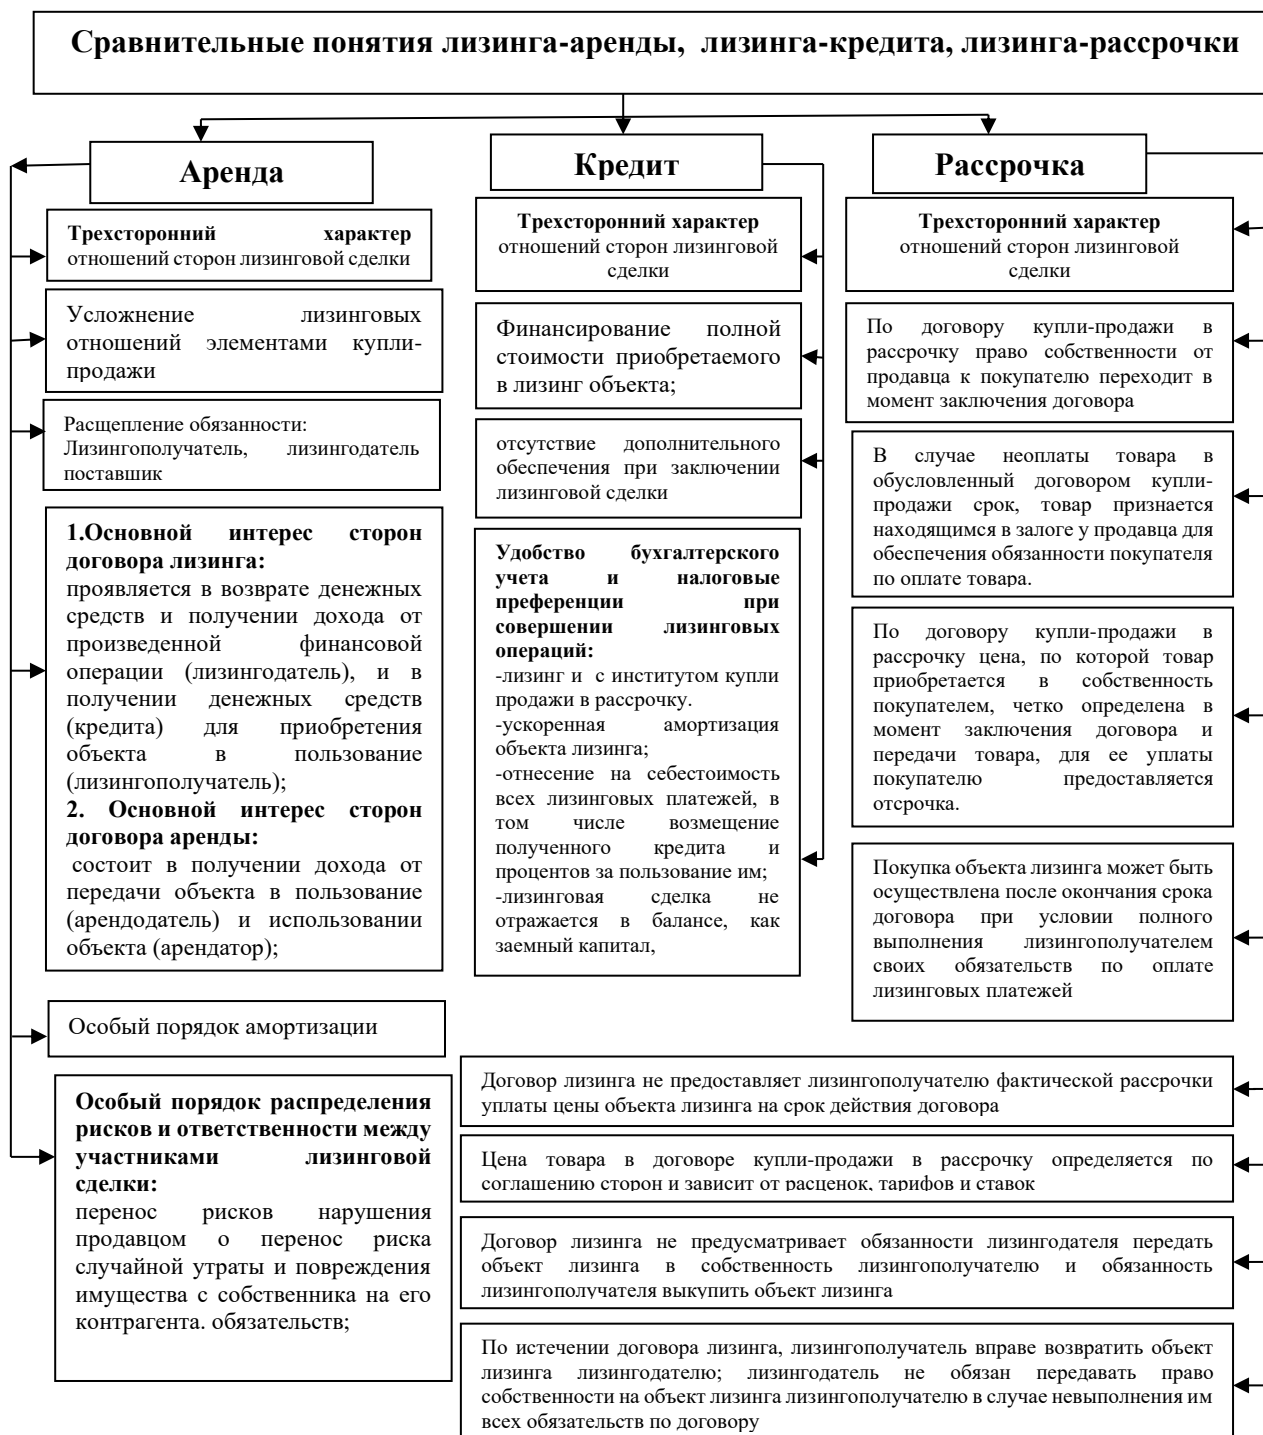 Сравнительные понятия лизинга-аренды, лизинга-кредита, лизинга-рассрочки
Аренда
Трехсторонний характер
отношений сторон лизинговой сделки
Усложнение лизинговых
отношений элементами купли-
продажи
Расщепление обязанности:
Лизингополучатель, лизингодатель
поставшик
1.Основной интерес сторон
договора лизинга:
проявляется в возврате денежных
средств и получении дохода от
произведенной финансовой
операции (лизингодатель), и в
получении денежных средств
(кредита) для приобретения
объекта в пользование
(лизингополучатель);
2. Основной интерес сторон
договора аренды:
состоит в получении дохода от
передачи объекта в пользование
(арендодатель) и использовании
объекта (арендатор);
Особый порядок амортизации
Особый порядок распределения
рисков и ответственности между
участниками лизинговой
сделки:
перенос рисков нарушения
продавцом о перенос риска
случайной утраты и повреждения
имущества с собственника на его
контрагента. обязательств;
Кредит
Трехсторонний характер
отношений сторон лизинговой
сделки
Финансирование полной
стоимости приобретаемого
в лизинг объекта;
отсутствие дополнительного
обеспечения при заключении
лизинговой сделки
Удобство бухгалтерского
учета и налоговые
преференции при
совершении лизинговых
операций:
-лизинг и с институтом купли
продажи в рассрочку.
-ускоренная амортизация
объекта лизинга;
-отнесение на себестоимость
всех лизинговых платежей, в
том числе возмещение
полученного кредита и
процентов за пользование им;
-лизинговая сделка не
отражается в балансе, как
заемный капитал,
Рассрочка
Трехсторонний характер
отношений сторон лизинговой
сделки
По договору купли-продажи в
рассрочку право собственности от
продавца к покупателю переходит в
момент заключения договора
В случае неоплаты товара в
обусловленный договором купли-
продажи срок, товар признается
находящимся в залоге у продавца для
обеспечения обязанности покупателя
по оплате товара.
По договору купли-продажи в
рассрочку цена, по которой товар
приобретается в собственность
покупателем, четко определена в
момент заключения договора и
передачи товара, для ее уплаты
покупателю предоставляется
отсрочка.
Покупка объекта лизинга может быть
осуществлена после окончания срока
договора при условии полного
выполнения лизингополучателем
своих обязательств по оплате
лизинговых платежей
Договор лизинга не предоставляет лизингополучателю фактической рассрочки
уплаты цены объекта лизинга на срок действия договора
Цена товара в договоре купли-продажи в рассрочку определяется по
соглашению сторон и зависит от расценок, тарифов и ставок
Договор лизинга не предусматривает обязанности лизингодателя передать
объект лизинга в собственность лизингополучателю и обязанность
лизингополучателя выкупить объект лизинга
По истечении договора лизинга, лизингополучатель вправе возвратить объект
лизинга лизингодателю; лизингодатель не обязан передавать право
собственности на объект лизинга лизингополучателю в случае невыполнения им
всех обязательств по договору